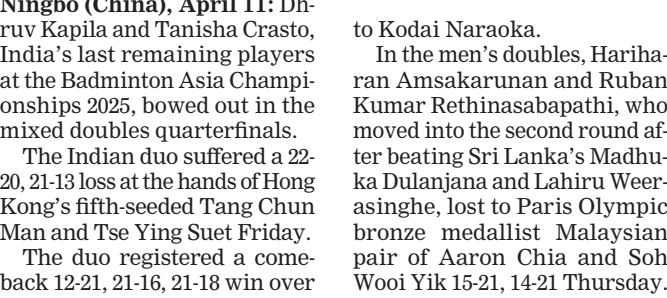 Ningbo (China), April 11: Dh-
ruv Kapila and Tanisha Crasto,
India's last remaining players
at the Badminton Asia Champi-
onships 2025, bowed out in the
mixed doubles quarterfinals.
The Indian duo suffered a 22-
20, 21-13 loss at the hands of Hong
Kong's fifth-seeded Tang Chun
Man and Tse Ying Suet Friday.
The duo registered a come-
back 12-21, 21-16, 21-18 win over
to Kodai Naraoka.
In the men's doubles, Hariha-
ran Amsakarunan and Ruban
Kumar Rethinasabapathi, who
moved into the second round af-
ter beating Sri Lanka's Madhu-
ka Dulanjana and Lahiru Weer-
asinghe, lost to Paris Olympic
bronze medallist Malaysian
pair of Aaron Chia and Soh
Wooi Yik 15-21, 14-21 Thursday.